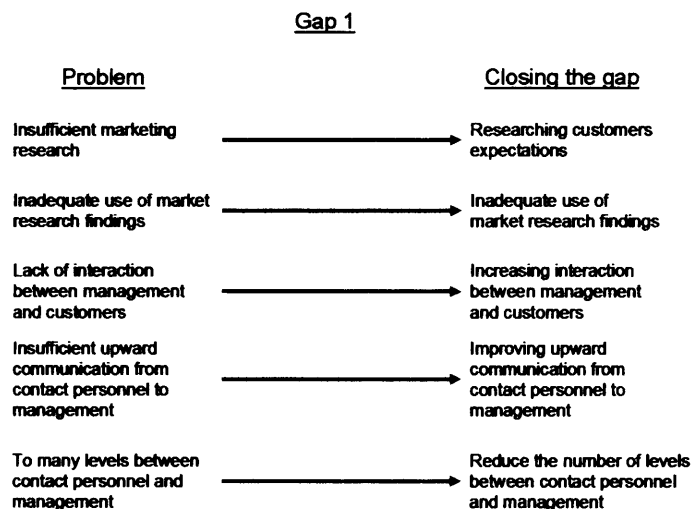 Gap 1
Problem
Closing the gap
Insufficient marketing
research
Researching customers
expectations
Inadequate use of market
research findings
Inadequate use of
market research findings
Lack of interaction
between management
and customers
Increasing interaction
between management
and customers
Insufficient upward
communication from
contact personnel to
management
Improving upward
communication from
contact personnel to
management
To many levels between
contact personnel and
management
Reduce the number of levels
between contact personnel
and management